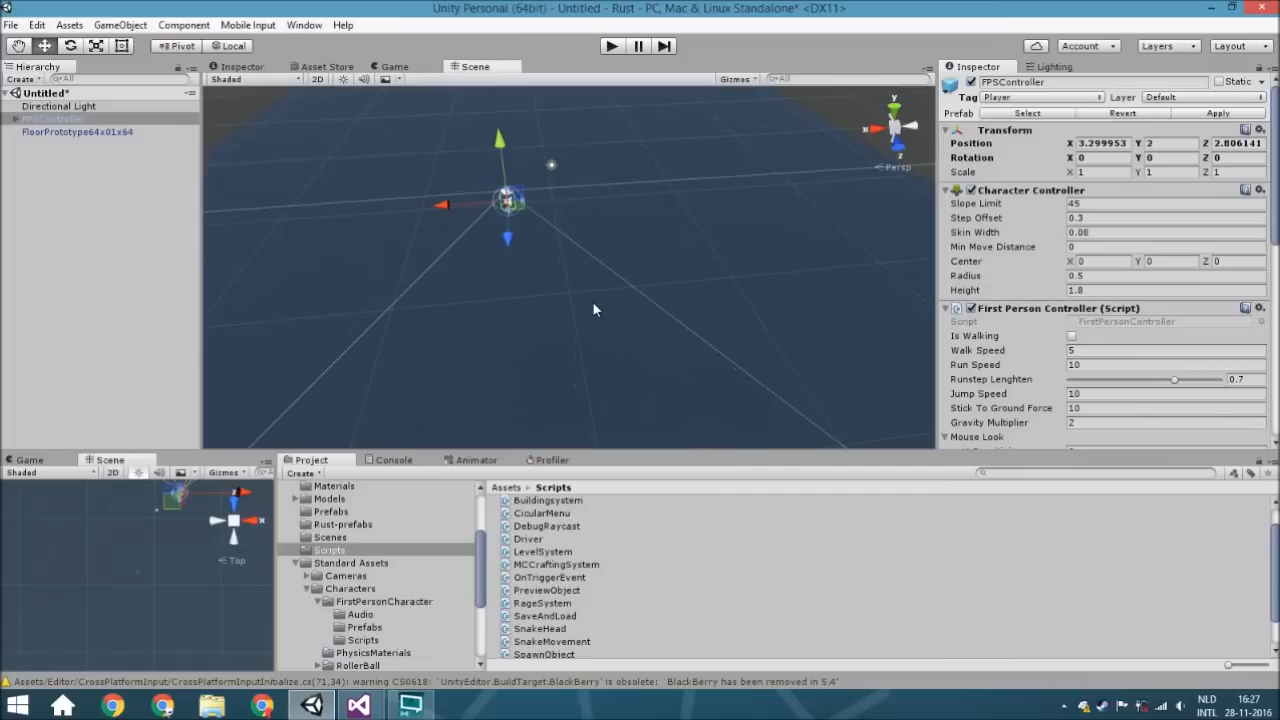 Unity Personal (64bit) - Untitled - Rust - PC, Mac & Linux Standalone* <DX11>
File Edit Assets GameObject Component Mobile Input Window Help
Pivot Local Account Layers Layout
Hierarchy
Create All
Untitled*
Directional Light
FPSController
FloorPrototype64x01x64
Inspector Asset Store Game Scene
Shaded 2D Gizmos All
y
x
z
Persp
Inspector Lighting
FPSController Static
Tag Player Layer Default
Prefab Select Revert Apply
Transform
Position X 3.299953 Y 2 Z 2.806141
Rotation X 0 Y 0 Z 0
Scale X 1 Y 1 Z 1
Character Controller
Slope Limit 45
Step Offset 0.3
Skin Width 0.08
Min Move Distance 0
Center X 0 Y 0 Z 0
Radius 0.5
Height 1.8
First Person Controller (Script)
Script FirstPersonController
Is Walking
Walk Speed 5
Run Speed 10
Runstep Lenghten 0.7
Jump Speed 10
Stick To Ground Force 10
Gravity Multiplier 2
Mouse Look
Game Scene
Shaded 2D Gizmos
z
x
Top
Project Console Animator Profiler
Create
Materials
Models
Prefabs
Rust-prefabs
Scenes
Scripts
Standard Assets
Cameras
Characters
FirstPersonCharacter
Audio
Prefabs
Scripts
PhysicsMaterials
RollerBall
Assets Scripts
Buildingsystem
CicularMenu
DebugRaycast
Driver
LevelSystem
MCCraftingSystem
OnTriggerEvent
PreviewObject
RageSystem
SaveAndLoad
SnakeHead
SnakeMovement
SpawnObject
Assets/Editor/CrossPlatformInput/CrossPlatformInputInitialize.cs(71,34): warning CS0618: `UnityEditor.BuildTarget.BlackBerry' is obsolete: `BlackBerry has been removed in 5.4'
NLD 16:27
INTL 28-11-2016